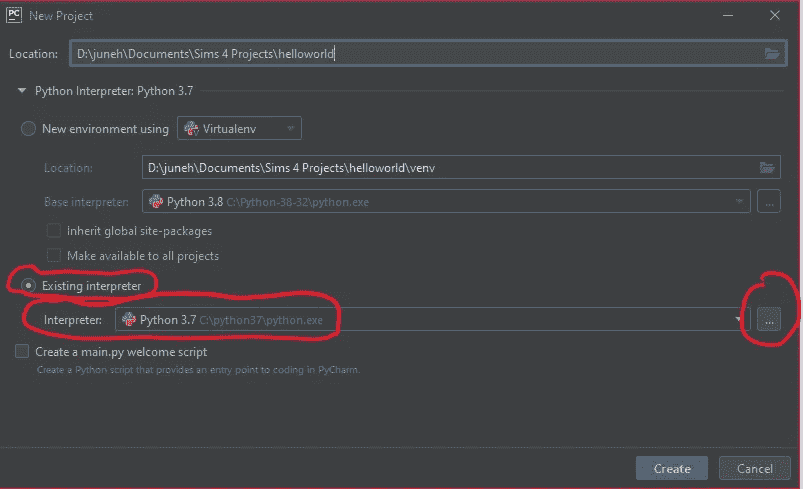 PC New Project
Location: D:\juneh\Documents\Sims 4 Projects\helloworld
Python Interpreter: Python 3.7
New environment using Virtualenv
Location: D:\juneh\Documents\Sims 4 Projects\helloworld\venv
Base interpreter: Python 3.8 C:\Python-38-32\python.exe ...
Inherit global site-packages
Make available to all projects
Existing interpreter
Interpreter: Python 3.7 C:\python37\python.exe ...
Create a main.py welcome script
Create a Python script that provides an entry point to coding in PyCharm.
Create Cancel